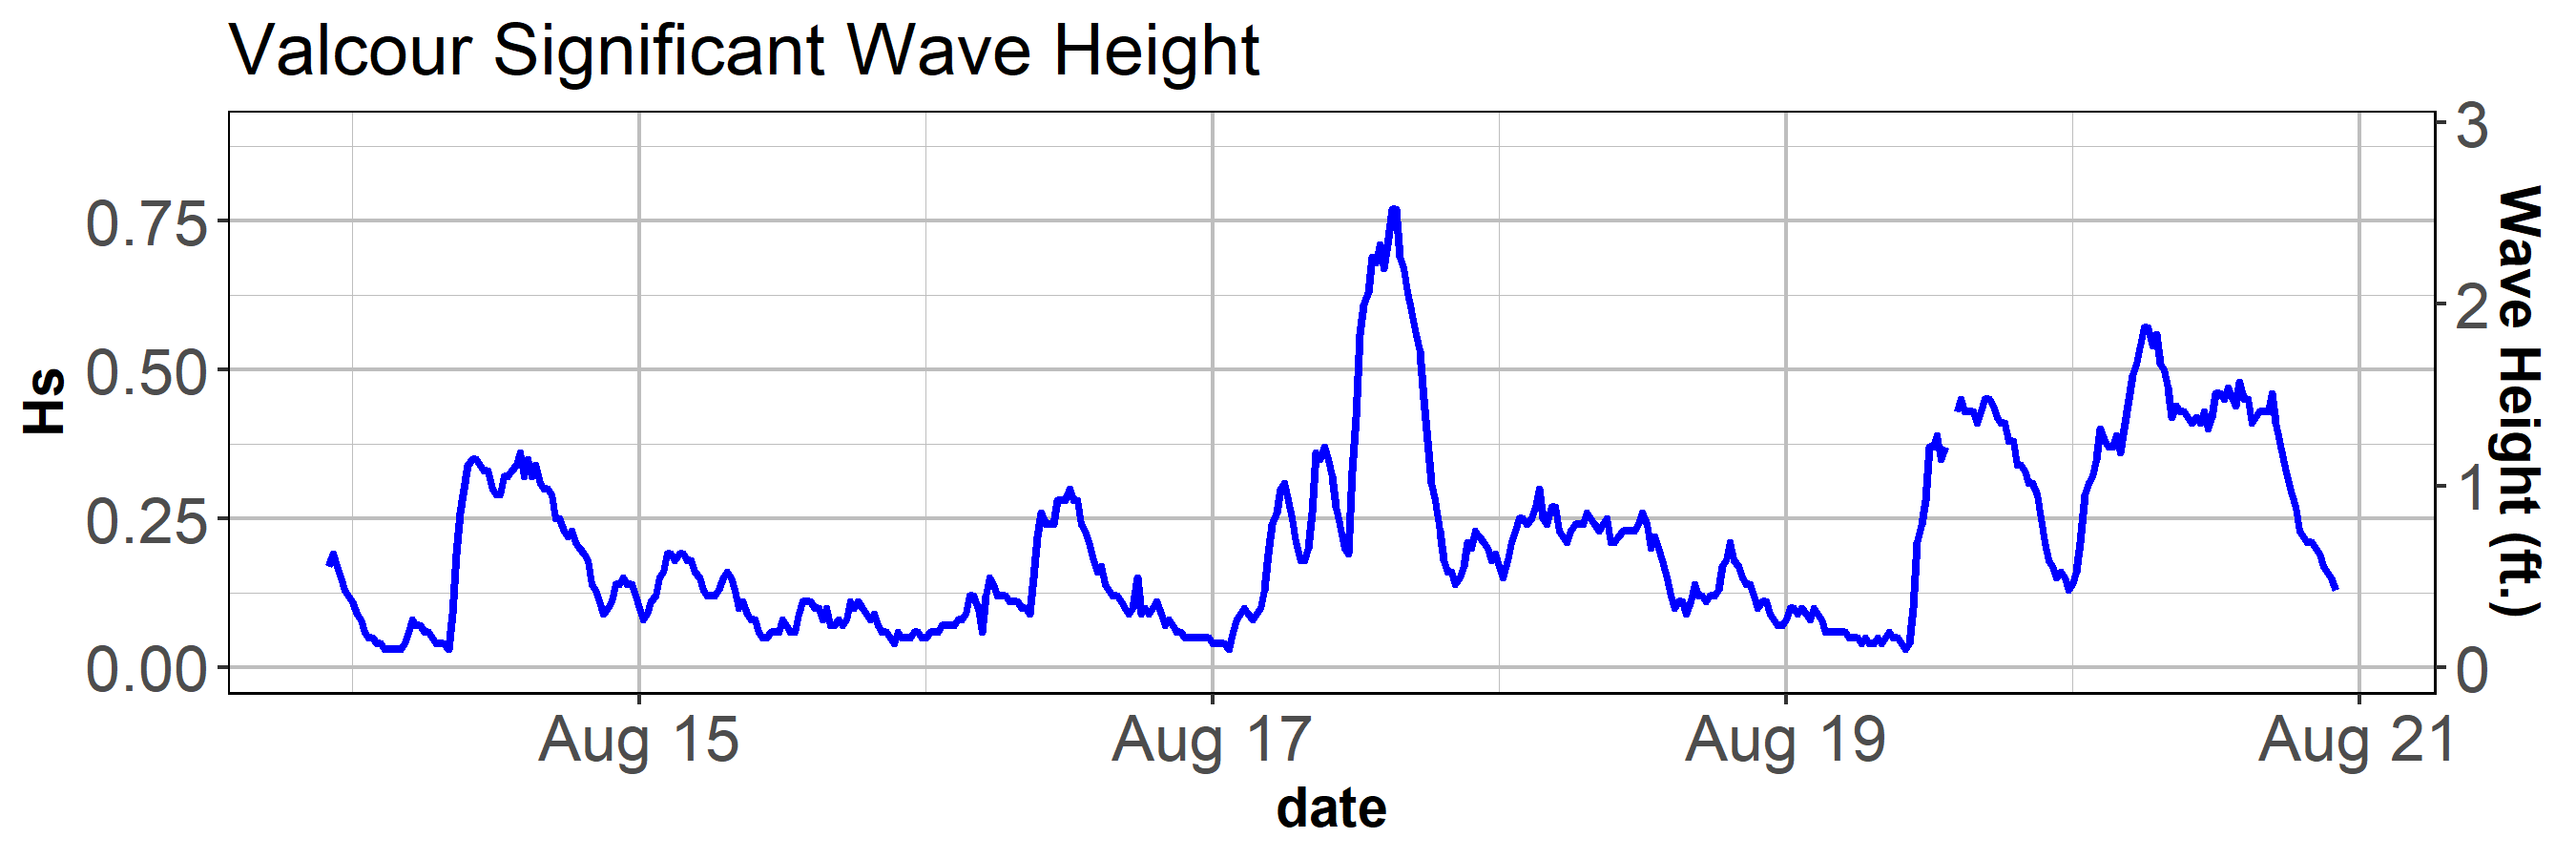 Valcour Significant Wave Height
3
0.75
2
0.50
1
0.25
0.00
0
Hs
Wave Height (ft.)
Aug 15
Aug 17
Aug 19
Aug 21
date